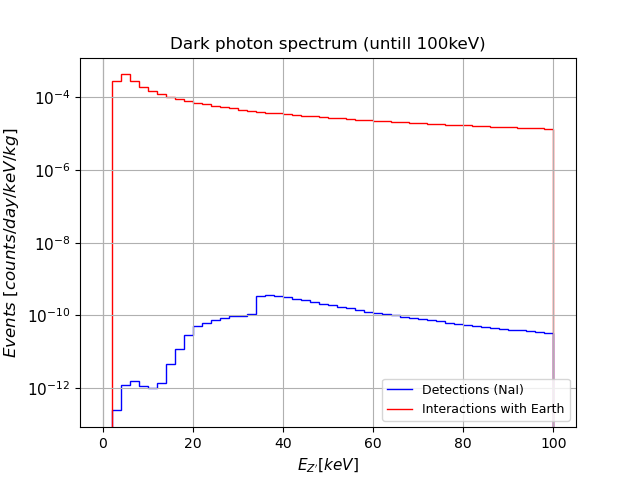 Dark photon spectrum (untill 100keV)
Events [counts/day/keV/kg]
10⁻⁴
10⁻⁶
10⁻⁸
10⁻¹⁰
10⁻¹²
Detections (NaI)
Interactions with Earth
0 20 40 60 80 100
E_Z' [keV]